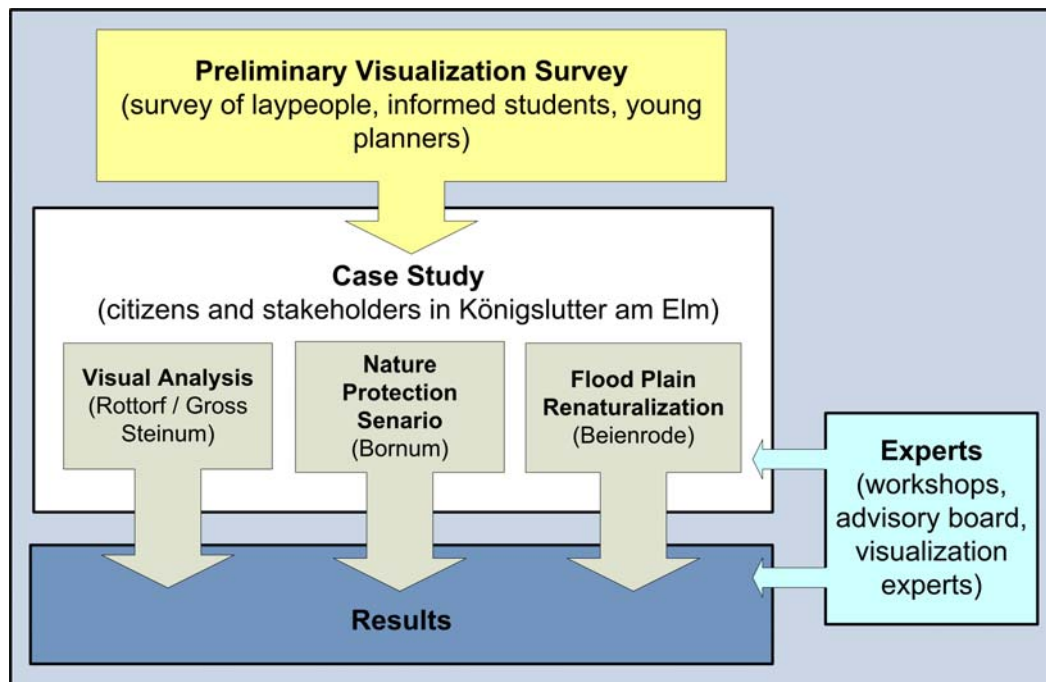 Preliminary Visualization Survey
(survey of laypeople, informed students, young
planners)
Case Study
(citizens and stakeholders in Königslutter am Elm)
Visual Analysis
(Rottorf / Gross
Steinum)
Nature
Protection
Senario
(Bornum)
Flood Plain
Renaturalization
(Beienrode)
Experts
(workshops,
advisory board,
visualization
experts)
Results